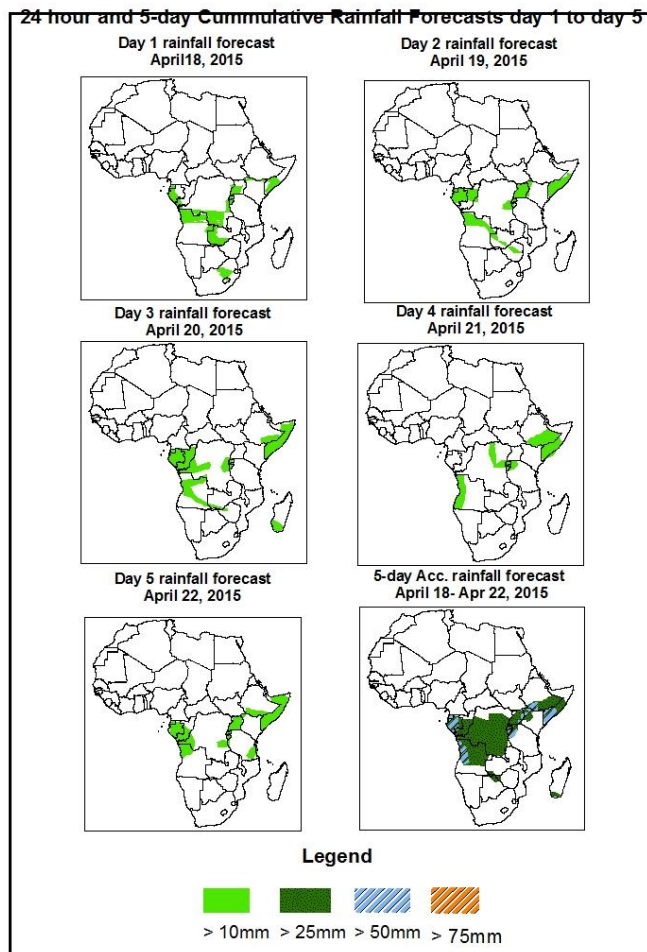 24 hour and 5-day Cummulative Rainfall Forecasts day 1 to day 5
Day 1 rainfall forecast
April18, 2015
Day 2 rainfall forecast
April 19, 2015
Day 3 rainfall forecast
April 20, 2015
Day 4 rainfall forecast
April 21, 2015
Day 5 rainfall forecast
April 22, 2015
5-day Acc. rainfall forecast
April 18- Apr 22, 2015
Legend
> 10mm > 25mm > 50mm > 75mm